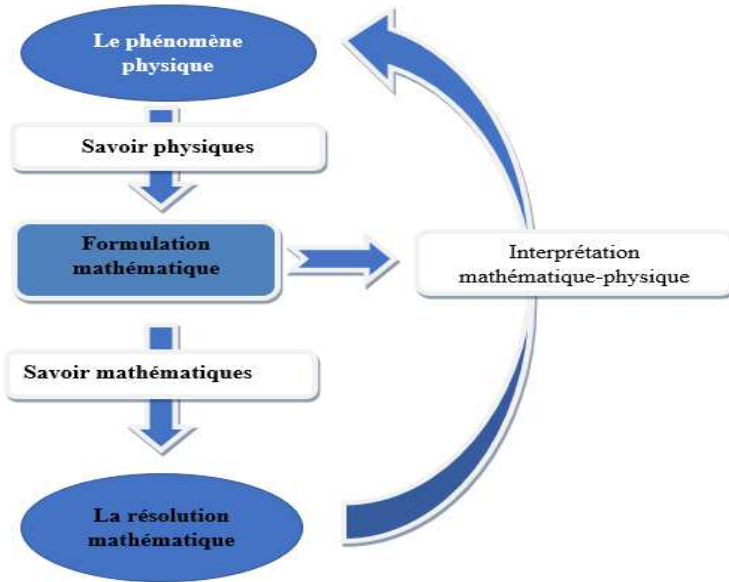 Le phénomène
physique
Savoir physiques
Formulation
mathématique
Interprétation
mathématique-physique
Savoir mathématiques
La résolution
mathématique